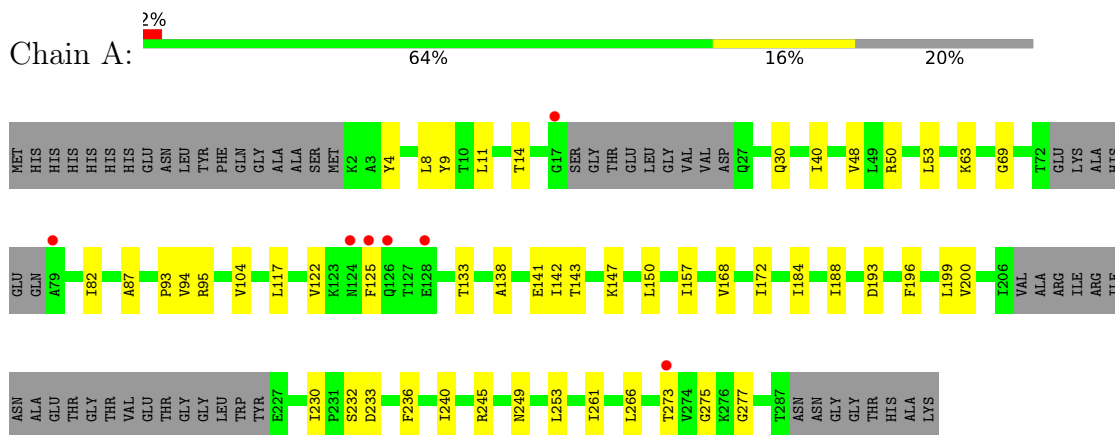 2%
Chain A:
64% 16% 20%
MET HIS HIS HIS HIS HIS HIS GLU ASN LEU TYR PHE GLN GLY ALA ALA SER MET K2 A3 Y4 L8 Y9 T10 L11 T14 G17 SER GLY THR GLU LEU GLY VAL VAL ASP Q27 Q30 I40 V48 L49 R50 L53 K63 G69 T72 GLU LYS ALA HIS
GLU GLN A79 I82 A87 P93 V94 R95 V104 L117 V122 K123 N124 F125 Q126 T127 E128 T133 A138 E141 I142 T143 K147 L150 I157 V168 I172 I184 I188 D193 F196 L199 V200 I206 VAL ALA ARG ILE ARG ILE
ASN ALA GLU THR GLY THR VAL GLU THR GLY GLY LEU TRP TYR E227 I230 P231 S232 D233 F236 I240 R245 N249 L253 I261 L266 T273 V274 G275 K276 G277 T287 ASN ASN GLY GLY THR HIS ALA LYS